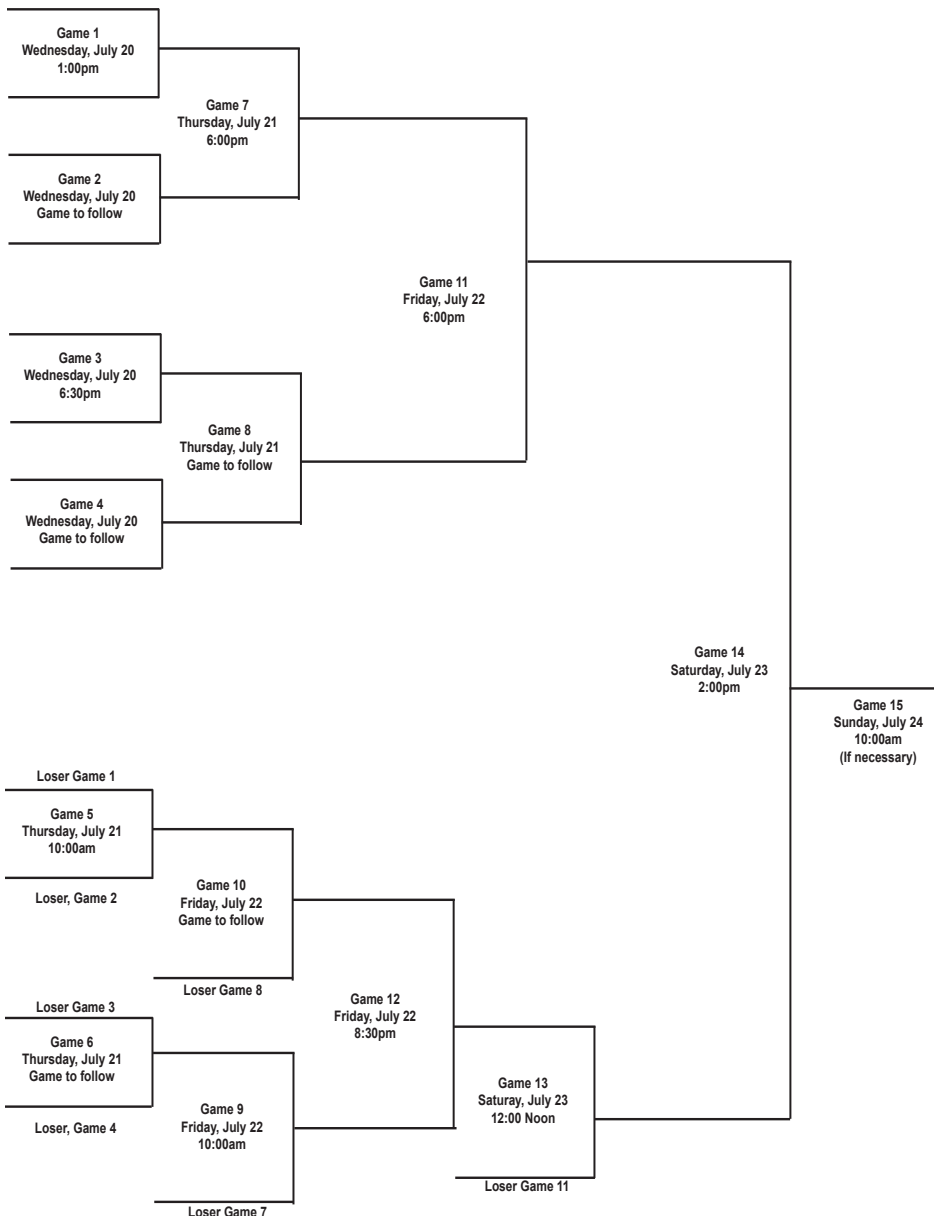 Game 1
Wednesday, July 20
1:00pm
Game 7
Thursday, July 21
6:00pm
Game 2
Wednesday, July 20
Game to follow
Game 11
Friday, July 22
6:00pm
Game 3
Wednesday, July 20
6:30pm
Game 8
Thursday, July 21
Game to follow
Game 4
Wednesday, July 20
Game to follow
Game 14
Saturday, July 23
2:00pm
Game 15
Sunday, July 24
10:00am
(If necessary)
Loser Game 1
Game 5
Thursday, July 21
10:00am
Loser, Game 2
Game 10
Friday, July 22
Game to follow
Loser Game 8
Loser Game 3
Game 6
Thursday, July 21
Game to follow
Loser, Game 4
Game 12
Friday, July 22
8:30pm
Game 9
Friday, July 22
10:00am
Loser Game 7
Game 13
Saturay, July 23
12:00 Noon
Loser Game 11